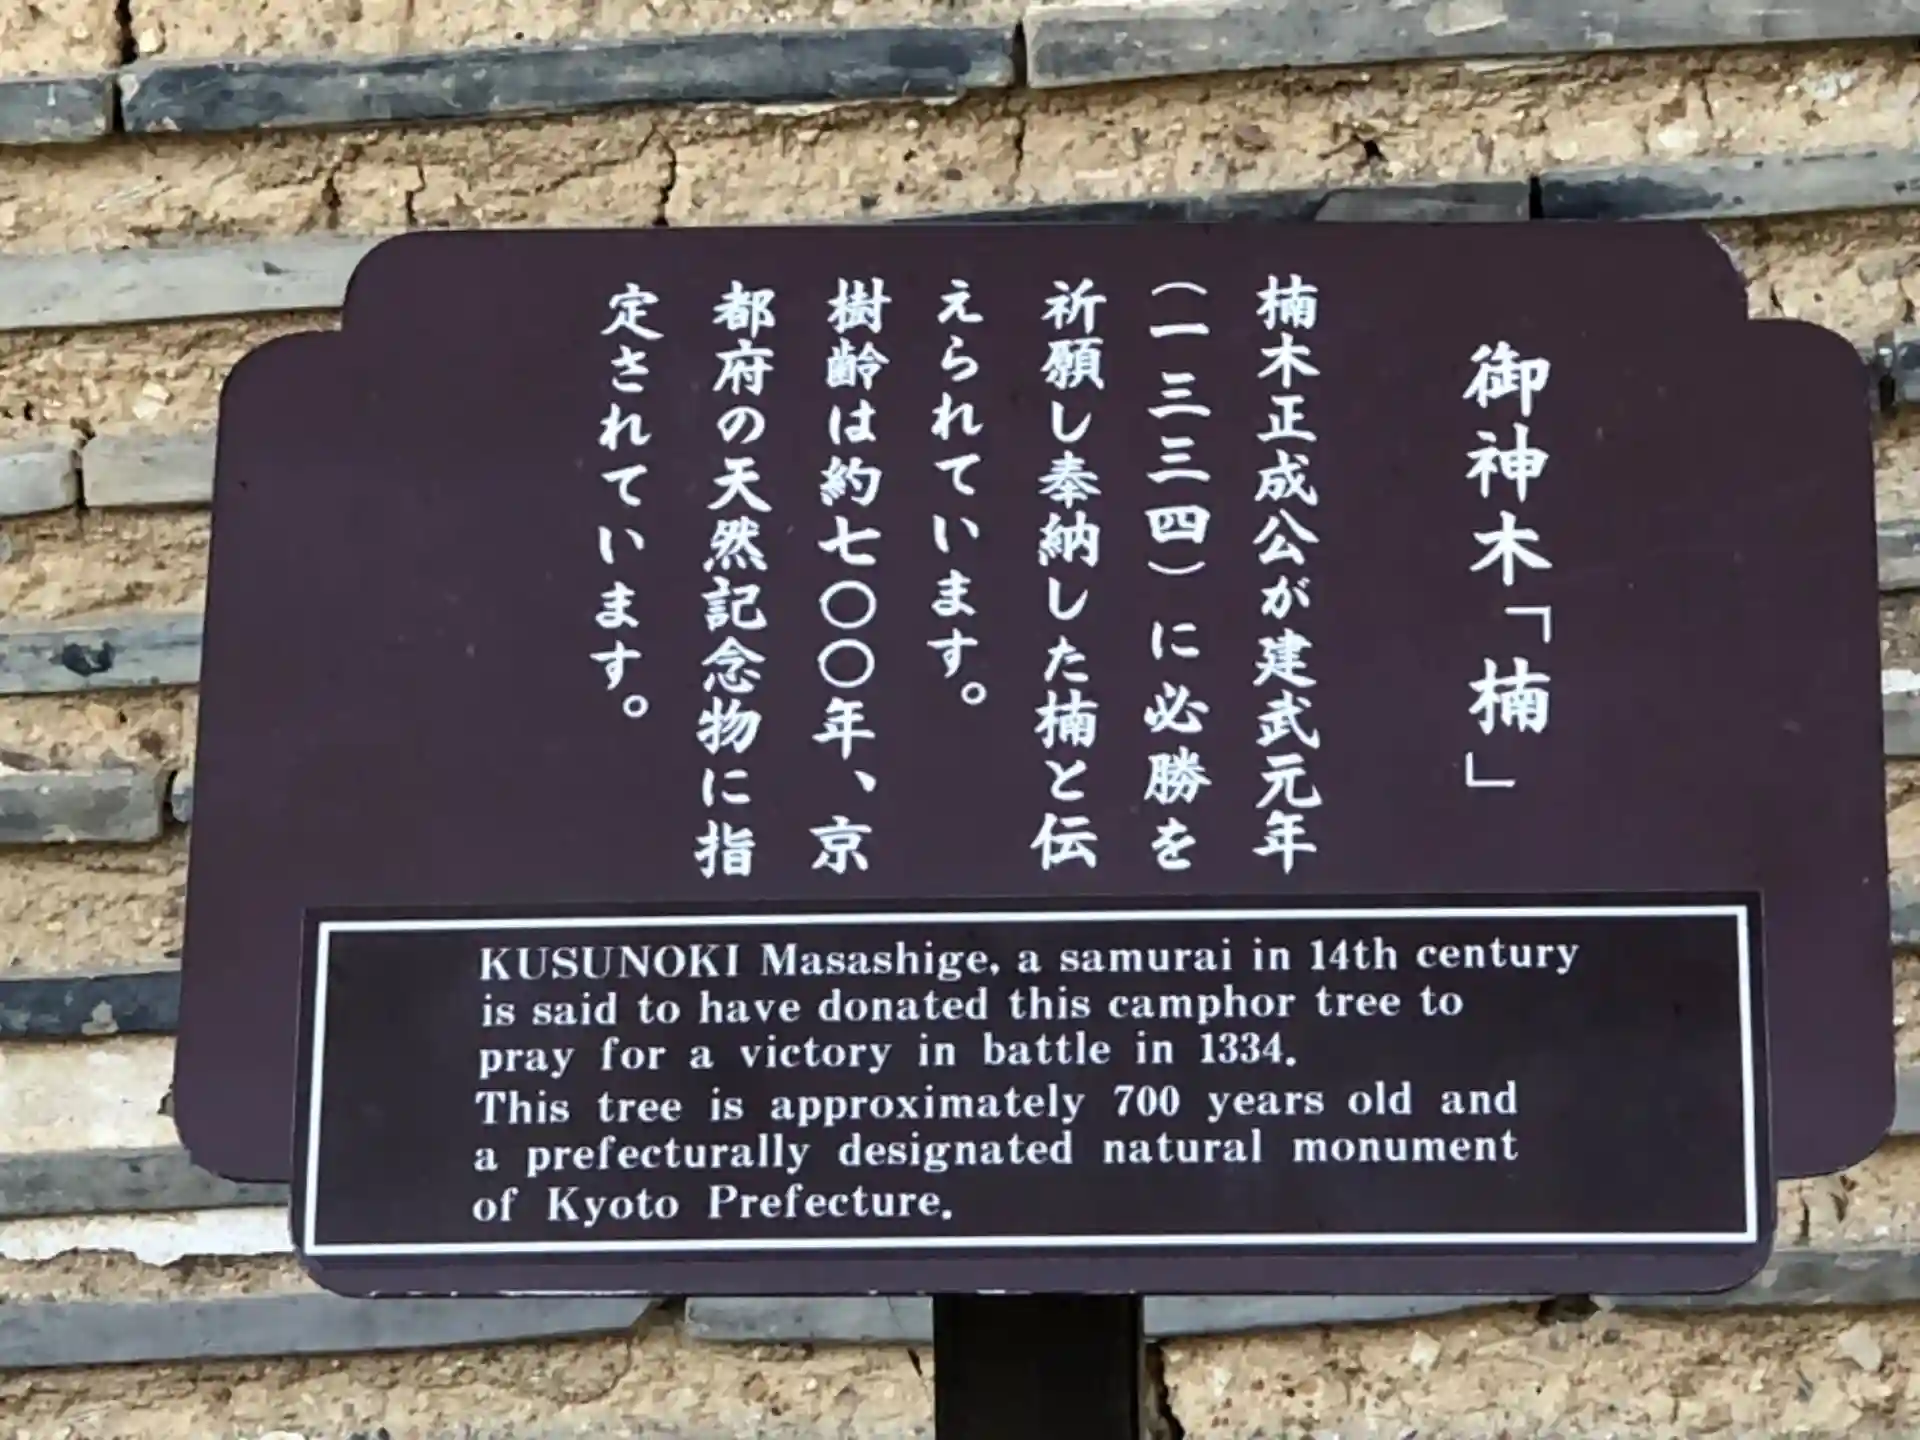 御神木「楠」
楠木正成公が建武元年
（一三三四）に必勝を
祈願し奉納した楠と伝
えられています。
樹齢は約七〇〇年、京
都府の天然記念物に指
定されています。
KUSUNOKI Masashige, a samurai in 14th century
is said to have donated this camphor tree to
pray for a victory in battle in 1334.
This tree is approximately 700 years old and
a prefecturally designated natural monument
of Kyoto Prefecture.